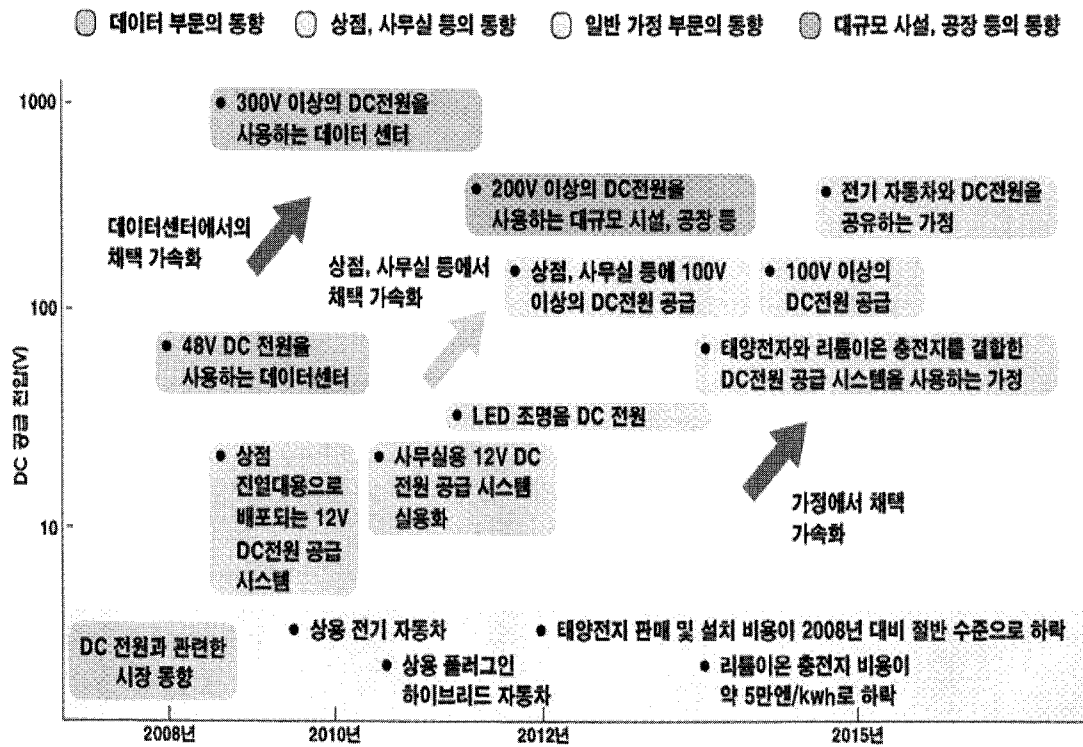 데이터 부문의 동향
상점, 사무실 등의 동향
일반 가정 부문의 동향
대규모 시설, 공장 등의 동향
1000
300V 이상의 DC전원을
사용하는 데이터 센터
200V 이상의 DC전원을
사용하는 대규모 시설, 공장 등
전기 자동차와 DC전원을
공유하는 가정
데이터센터에서의
채택 가속화
상점, 사무실 등에서
채택 가속화
상점, 사무실 등에 100V
이상의 DC전원 공급
100V 이상의
DC전원 공급
100
48V DC 전원을
사용하는 데이터센터
태양전자와 리튬이온 충전지를 결합한
DC전원 공급 시스템을 사용하는 가정
LED 조명용 DC 전원
상점
진열대용으로
배포되는 12V
DC전원 공급
시스템
사무실용 12V DC
전원 공급 시스템
실용화
가정에서 채택
가속화
10
DC 공급 전압(V)
DC 전원과 관련한
시장 동향
상용 전기 자동차
상용 플러그인
하이브리드 자동차
태양전지 판매 및 설치 비용이 2008년 대비 절반 수준으로 하락
리튬이온 충전지 비용이
약 5만엔/kwh로 하락
2008년
2010년
2012년
2015년